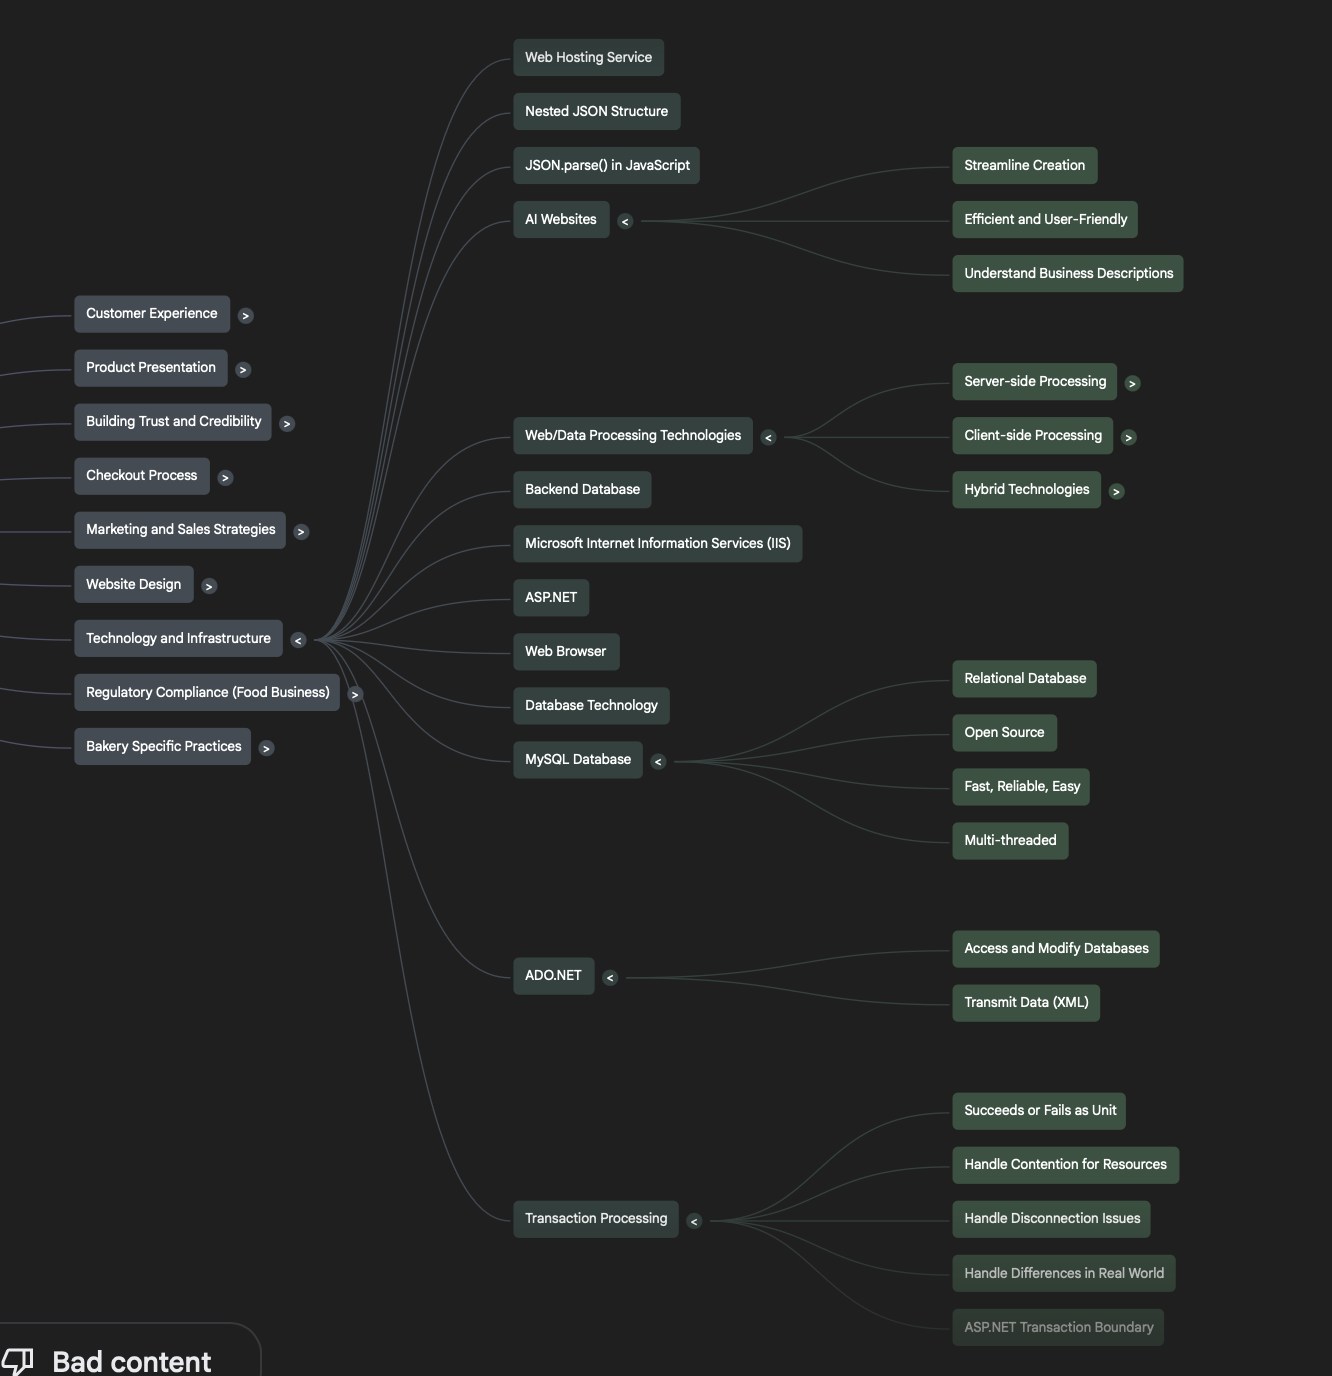 Customer Experience
>
Product Presentation
>
Building Trust and Credibility
>
Checkout Process
>
Marketing and Sales Strategies
>
Website Design
>
Technology and Infrastructure
<
Regulatory Compliance (Food Business)
>
Bakery Specific Practices
>
Web Hosting Service
Nested JSON Structure
JSON.parse() in JavaScript
AI Websites
<
Streamline Creation
Efficient and User-Friendly
Understand Business Descriptions
Web/Data Processing Technologies
<
Server-side Processing
>
Client-side Processing
>
Hybrid Technologies
>
Backend Database
Microsoft Internet Information Services (IIS)
ASP.NET
Web Browser
Database Technology
MySQL Database
<
Relational Database
Open Source
Fast, Reliable, Easy
Multi-threaded
ADO.NET
<
Access and Modify Databases
Transmit Data (XML)
Transaction Processing
<
Succeeds or Fails as Unit
Handle Contention for Resources
Handle Disconnection Issues
Handle Differences in Real World
ASP.NET Transaction Boundary
Bad content